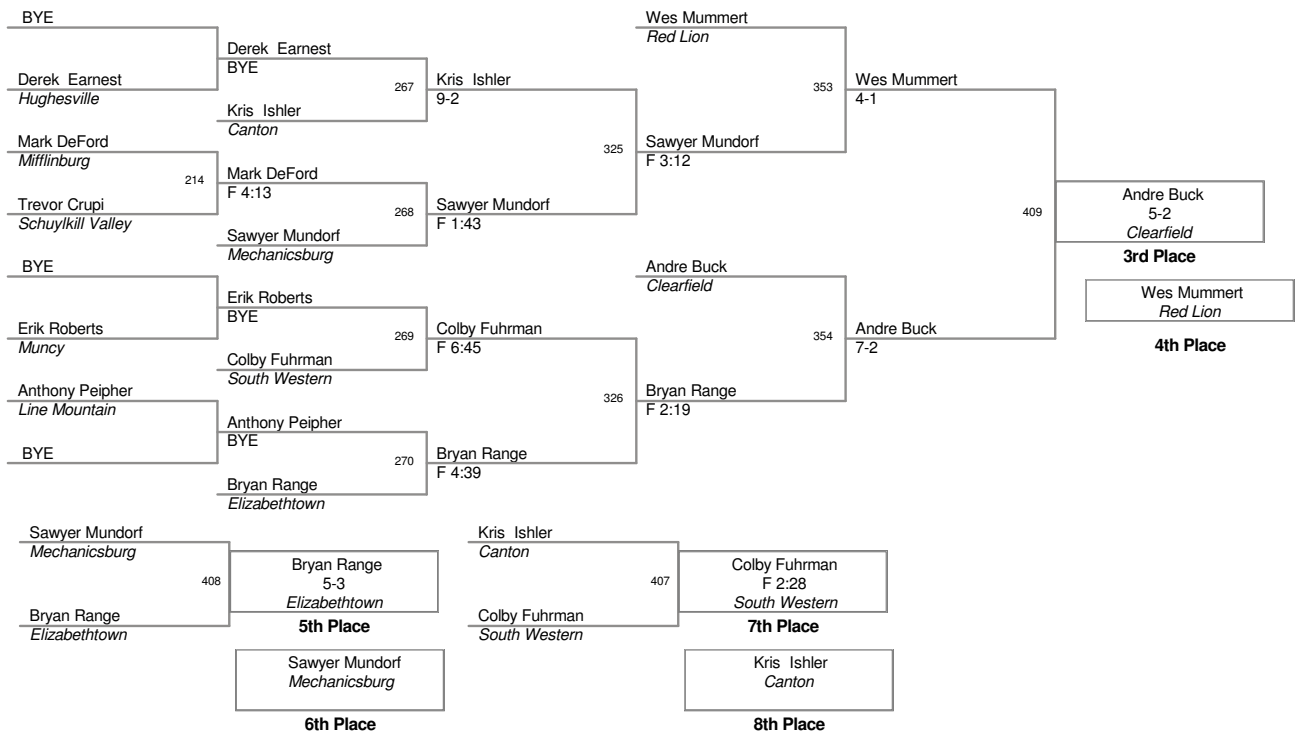 BYE
Derek Earnest
Hughesville
Mark DeFord
Mifflinburg
214
Trevor Crupi
Schuylkill Valley
BYE
Erik Roberts
Muncy
Anthony Peipher
Line Mountain
BYE
Derek Earnest
BYE
267
Kris Ishler
Canton
Mark DeFord
F 4:13
268
Sawyer Mundorf
Mechanicsburg
Erik Roberts
BYE
269
Colby Fuhrman
South Western
Anthony Peipher
BYE
270
Bryan Range
Elizabethtown
Kris Ishler
9-2
325
Sawyer Mundorf
F 1:43
Colby Fuhrman
F 6:45
326
Bryan Range
F 4:39
Wes Mummert
Red Lion
353
Sawyer Mundorf
F 3:12
Andre Buck
Clearfield
354
Bryan Range
F 2:19
Wes Mummert
4-1
409
Andre Buck
7-2
Andre Buck
5-2
Clearfield
3rd Place
Wes Mummert
Red Lion
4th Place
Sawyer Mundorf
Mechanicsburg
408
Bryan Range
Elizabethtown
Bryan Range
5-3
Elizabethtown
5th Place
Sawyer Mundorf
Mechanicsburg
6th Place
Kris Ishler
Canton
407
Colby Fuhrman
South Western
Colby Fuhrman
F 2:28
South Western
7th Place
Kris Ishler
Canton
8th Place